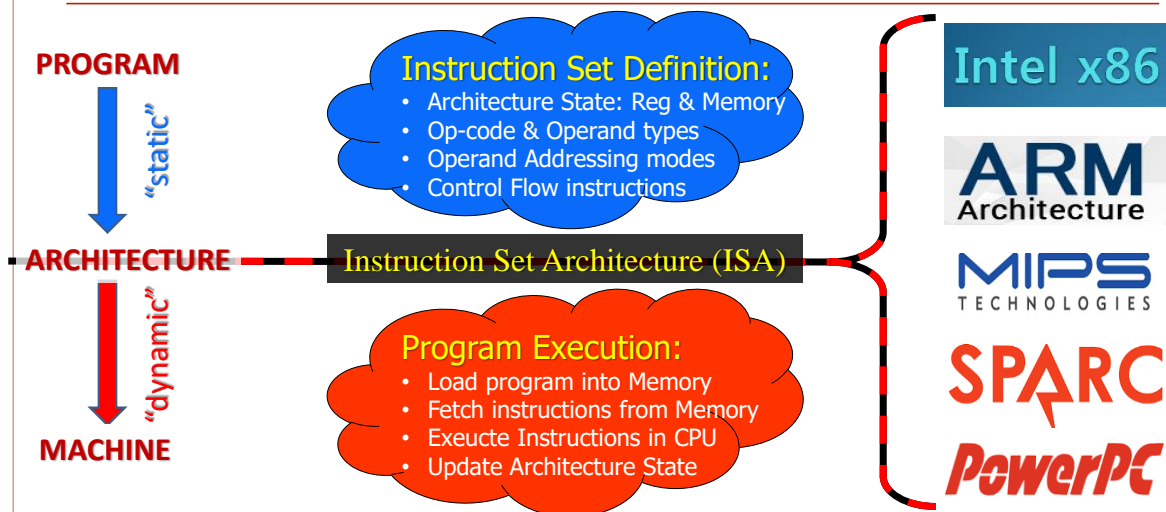 PROGRAM
“static”
ARCHITECTURE
“dynamic”
MACHINE
Instruction Set Definition:
• Architecture State: Reg & Memory
• Op-code & Operand types
• Operand Addressing modes
• Control Flow instructions
Instruction Set Architecture (ISA)
Program Execution:
• Load program into Memory
• Fetch instructions from Memory
• Exeucte Instructions in CPU
• Update Architecture State
Intel x86
ARM
Architecture
MIPS
TECHNOLOGIES
SPARC
PowerPC